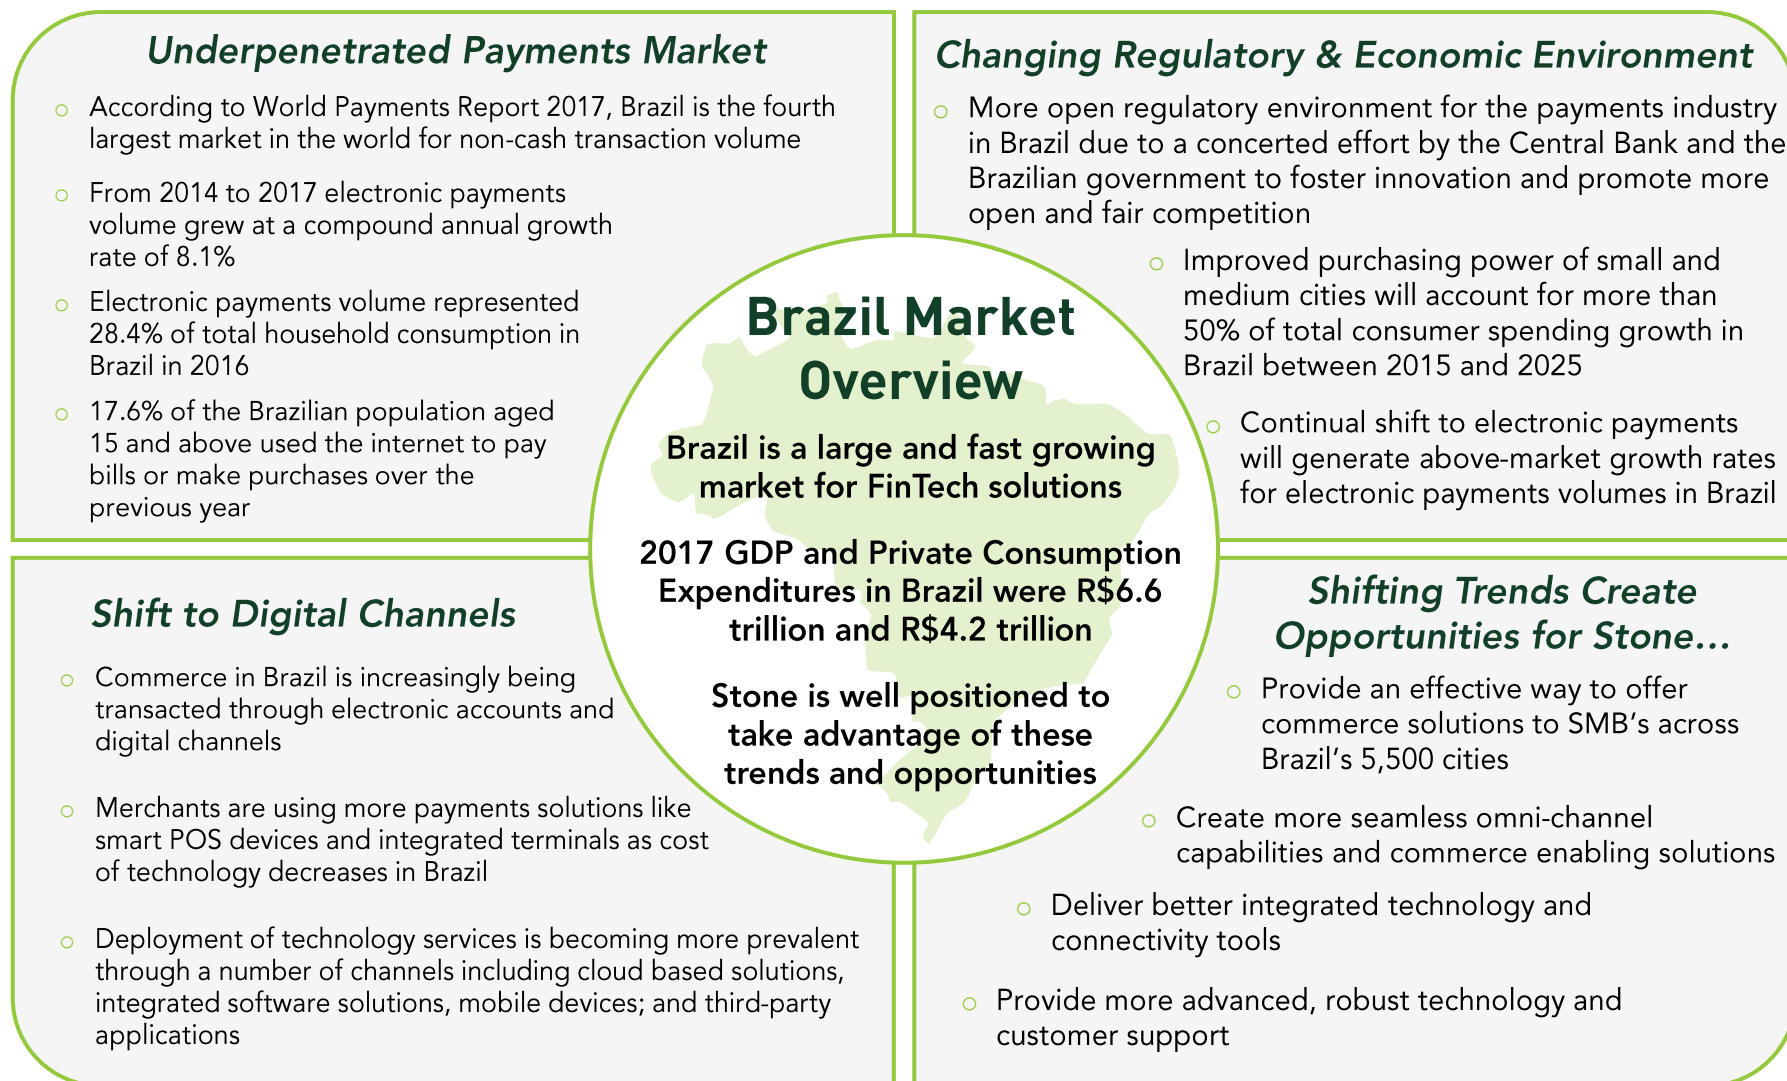 Underpenetrated Payments Market
According to World Payments Report 2017, Brazil is the fourth
largest market in the world for non-cash transaction volume
From 2014 to 2017 electronic payments
volume grew at a compound annual growth
rate of 8.1%
Electronic payments volume represented
28.4% of total household consumption in
Brazil in 2016
17.6% of the Brazilian population aged
15 and above used the internet to pay
bills or make purchases over the
previous year
Changing Regulatory & Economic Environment
More open regulatory environment for the payments industry
in Brazil due to a concerted effort by the Central Bank and the
Brazilian government to foster innovation and promote more
open and fair competition
Improved purchasing power of small and
medium cities will account for more than
50% of total consumer spending growth in
Brazil between 2015 and 2025
Continual shift to electronic payments
will generate above-market growth rates
for electronic payments volumes in Brazil
Brazil Market
Overview
Brazil is a large and fast growing
market for FinTech solutions
2017 GDP and Private Consumption
Expenditures in Brazil were R$6.6
trillion and R$4.2 trillion
Stone is well positioned to
take advantage of these
trends and opportunities
Shift to Digital Channels
Commerce in Brazil is increasingly being
transacted through electronic accounts and
digital channels
Merchants are using more payments solutions like
smart POS devices and integrated terminals as cost
of technology decreases in Brazil
Deployment of technology services is becoming more prevalent
through a number of channels including cloud based solutions,
integrated software solutions, mobile devices; and third-party
applications
Shifting Trends Create
Opportunities for Stone...
Provide an effective way to offer
commerce solutions to SMB's across
Brazil's 5,500 cities
Create more seamless omni-channel
capabilities and commerce enabling solutions
Deliver better integrated technology and
connectivity tools
Provide more advanced, robust technology and
customer support